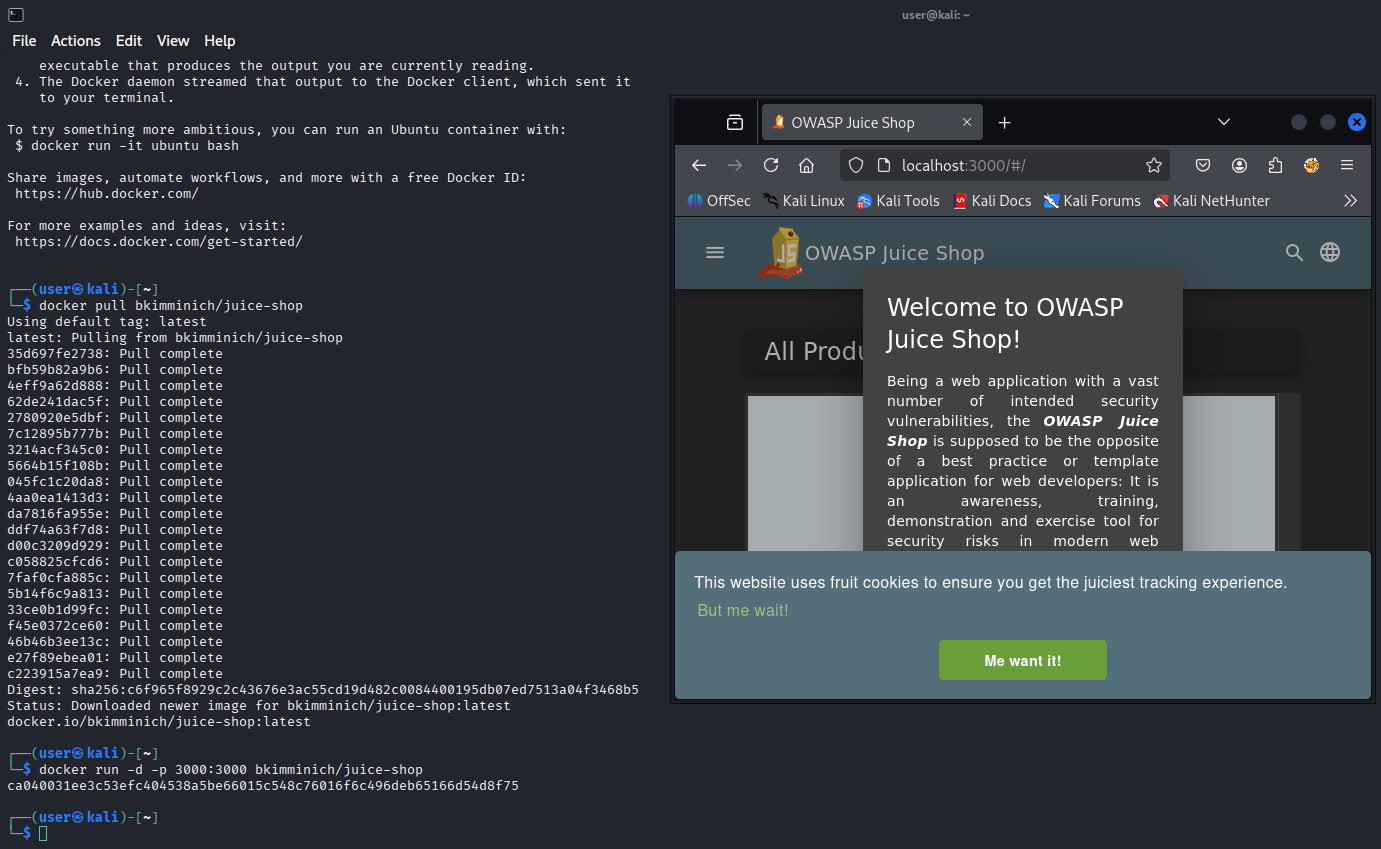 user@kali: ~
File Actions Edit View Help
executable that produces the output you are currently reading.
4. The Docker daemon streamed that output to the Docker client, which sent it
to your terminal.
To try something more ambitious, you can run an Ubuntu container with:
$ docker run -it ubuntu bash
Share images, automate workflows, and more with a free Docker ID:
https://hub.docker.com/
For more examples and ideas, visit:
https://docs.docker.com/get-started/
┌──(user㉿kali)-[~]
└─$ docker pull bkimminich/juice-shop
Using default tag: latest
latest: Pulling from bkimminich/juice-shop
35d697fe2738: Pull complete
bfb59b82a9b6: Pull complete
4eff9a62d888: Pull complete
62de241dac5f: Pull complete
2780920e5dbf: Pull complete
7c12895b777b: Pull complete
3214acf345c0: Pull complete
5664b15f108b: Pull complete
045fc1c20da8: Pull complete
4aa0ea1413d3: Pull complete
da7816fa955e: Pull complete
ddf74a63f7d8: Pull complete
d00c3209d929: Pull complete
c058825cfcd6: Pull complete
7faf0cfa885c: Pull complete
5b14f6c9a813: Pull complete
33ce0b1d99fc: Pull complete
f45e0372ce60: Pull complete
46b46b3ee13c: Pull complete
e27f89ebea01: Pull complete
c223915a7ea9: Pull complete
Digest: sha256:c6f965f8929c2c43676e3ac55cd19d482c0084400195db07ed7513a04f3468b5
Status: Downloaded newer image for bkimminich/juice-shop:latest
docker.io/bkimminich/juice-shop:latest
┌──(user㉿kali)-[~]
└─$ docker run -d -p 3000:3000 bkimminich/juice-shop
ca040031ee3c53efc404538a5be66015c548c76016f6c496deb65166d54d8f75
┌──(user㉿kali)-[~]
└─$
OWASP Juice Shop
localhost:3000/#/
OffSec Kali Linux Kali Tools Kali Docs Kali Forums Kali NetHunter
JS OWASP Juice Shop
All Produ
Welcome to OWASP
Juice Shop!
Being a web application with a vast
number of intended security
vulnerabilities, the OWASP Juice
Shop is supposed to be the opposite
of a best practice or template
application for web developers: It is
an awareness, training,
demonstration and exercise tool for
security risks in modern web
This website uses fruit cookies to ensure you get the juiciest tracking experience.
But me wait!
Me want it!